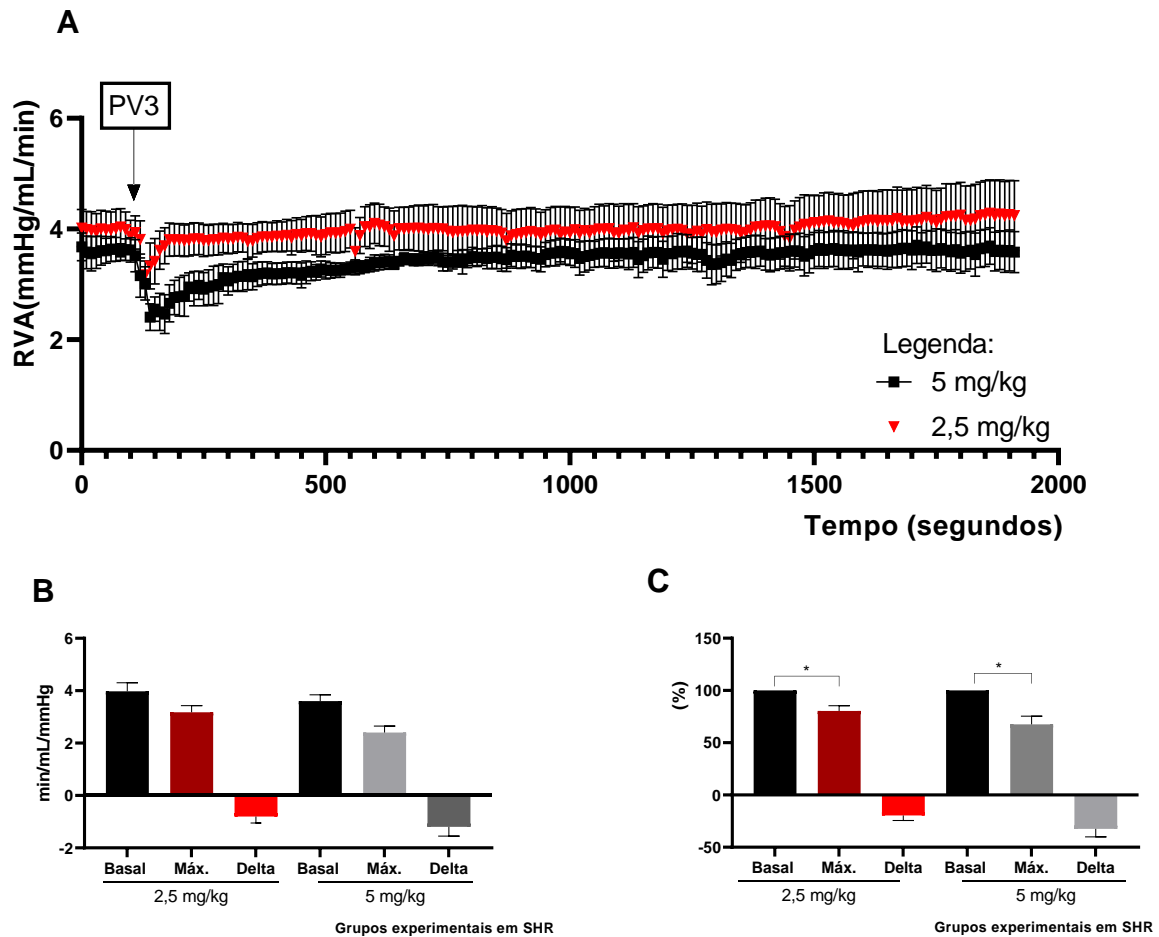 A
PV3
RVA(mmHg/mL/min)
6
4
2
0
0 500 1000 1500 2000
Tempo (segundos)
Legenda:
5 mg/kg
2,5 mg/kg
B
min/mL/mmHg
6
4
2
0
-2
Basal Máx. Delta Basal Máx. Delta
2,5 mg/kg 5 mg/kg
Grupos experimentais em SHR
C
(%)
150
100
50
0
-50
* *
Basal Máx. Delta Basal Máx. Delta
2,5 mg/kg 5 mg/kg
Grupos experimentais em SHR